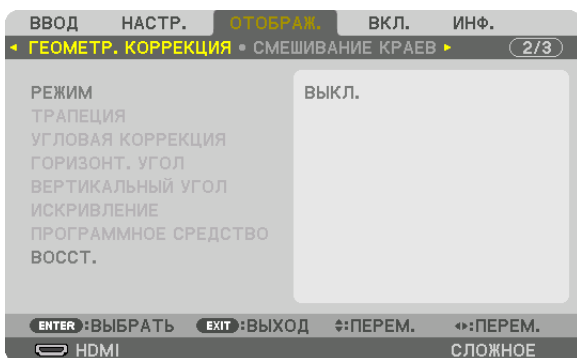 ВВОД НАСТР. ОТОБРАЖ. ВКЛ. ИНФ.
◂ ГЕОМЕТР. КОРРЕКЦИЯ • СМЕШИВАНИЕ КРАЕВ ▸ 2/3
РЕЖИМ ВЫКЛ.
ТРАПЕЦИЯ
УГЛОВАЯ КОРРЕКЦИЯ
ГОРИЗОНТ. УГОЛ
ВЕРТИКАЛЬНЫЙ УГОЛ
ИСКРИВЛЕНИЕ
ПРОГРАММНОЕ СРЕДСТВО
ВОССТ.
ENTER :ВЫБРАТЬ EXIT :ВЫХОД ♦:ПЕРЕМ. ◂▸:ПЕРЕМ.
HDMI СЛОЖНОЕ